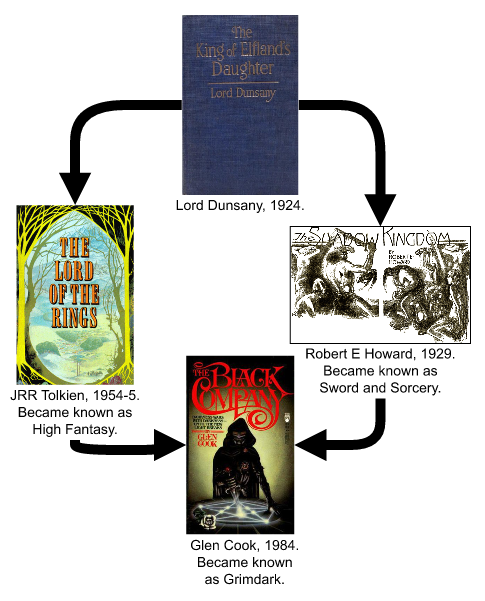 The
King of Elfland's
Daughter
Lord Dunsany
Lord Dunsany, 1924.
THE
LORD
OF THE
RINGS
JRR Tolkien, 1954-5.
Became known as
High Fantasy.
The SHADOW KINGDOM
BY
ROBERT E
HOWARD
Robert E Howard, 1929.
Became known as
Sword and Sorcery.
THE
BLACK
COMPANY
GLEN
COOK
Glen Cook, 1984.
Became known
as Grimdark.